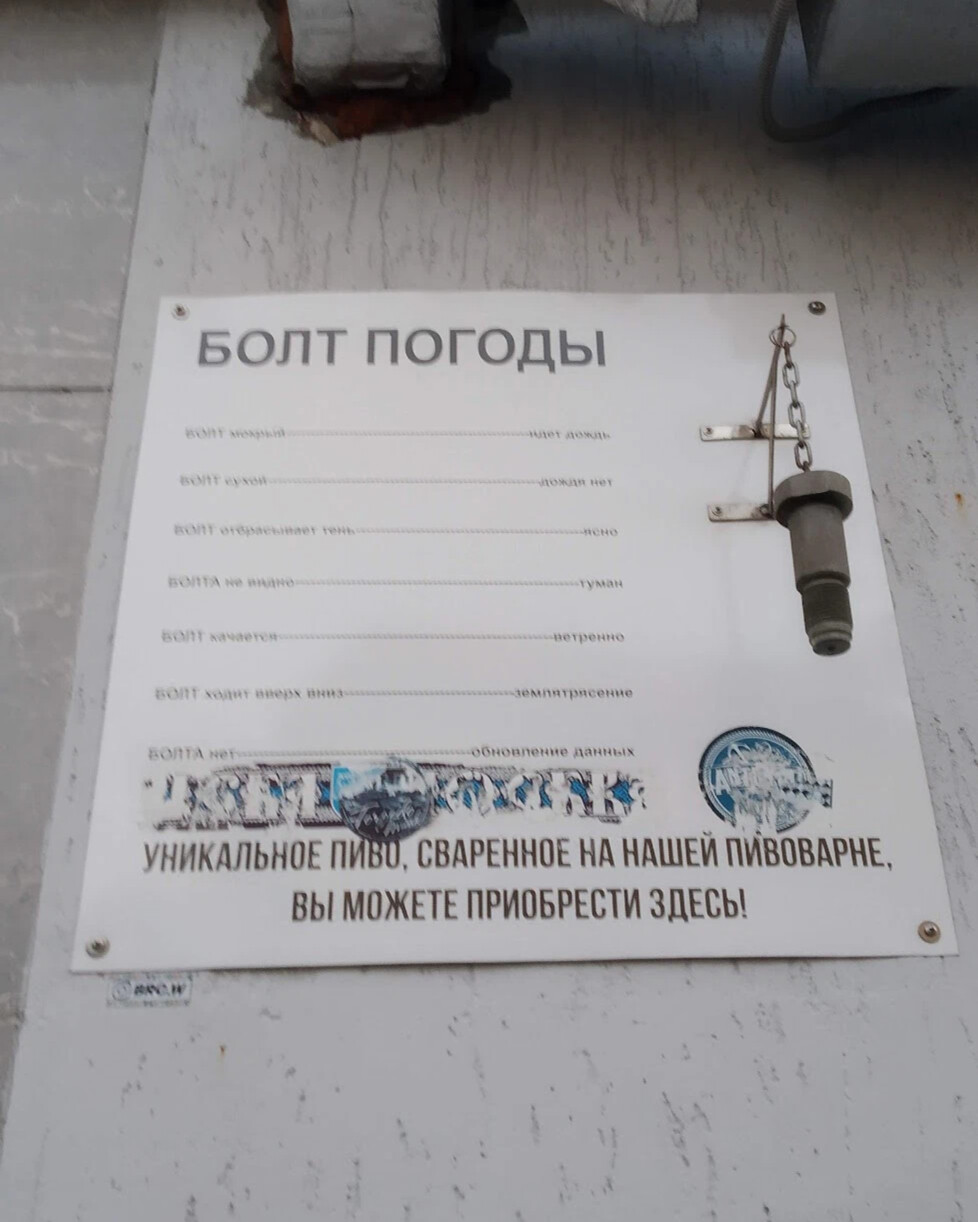 БОЛТ ПОГОДЫ
БОЛТ мокрый------------------------------идет дождь
БОЛТ сухой------------------------------дождя нет
БОЛТ отбрасывает тень------------------------------ясно
БОЛТА не видно------------------------------туман
БОЛТ качается------------------------------ветренно
БОЛТ ходит вверх вниз------------------------------землятрясение
БОЛТА нет------------------------------обновление данных
УНИКАЛЬНОЕ ПИВО, СВАРЕННОЕ НА НАШЕЙ ПИВОВАРНЕ,
ВЫ МОЖЕТЕ ПРИОБРЕСТИ ЗДЕСЬ!
BRC.W